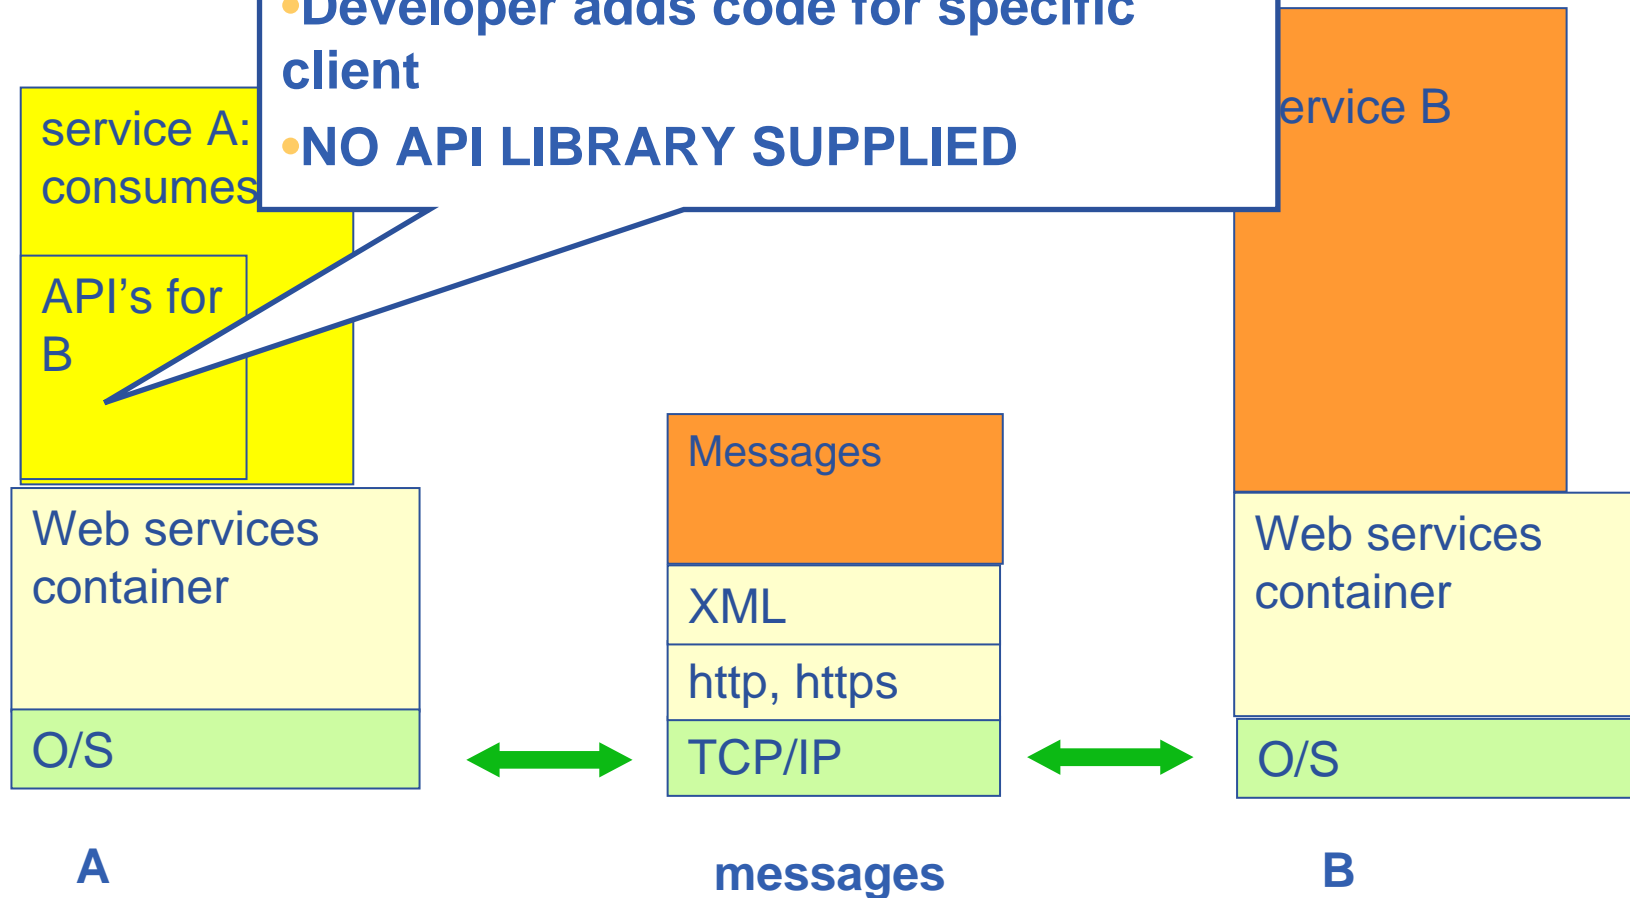 •Developer adds code for specific
client
•NO API LIBRARY SUPPLIED
service A:
consumes
API's for
B
Web services
container
O/S
A
Messages
XML
http, https
TCP/IP
messages
ervice B
Web services
container
O/S
B